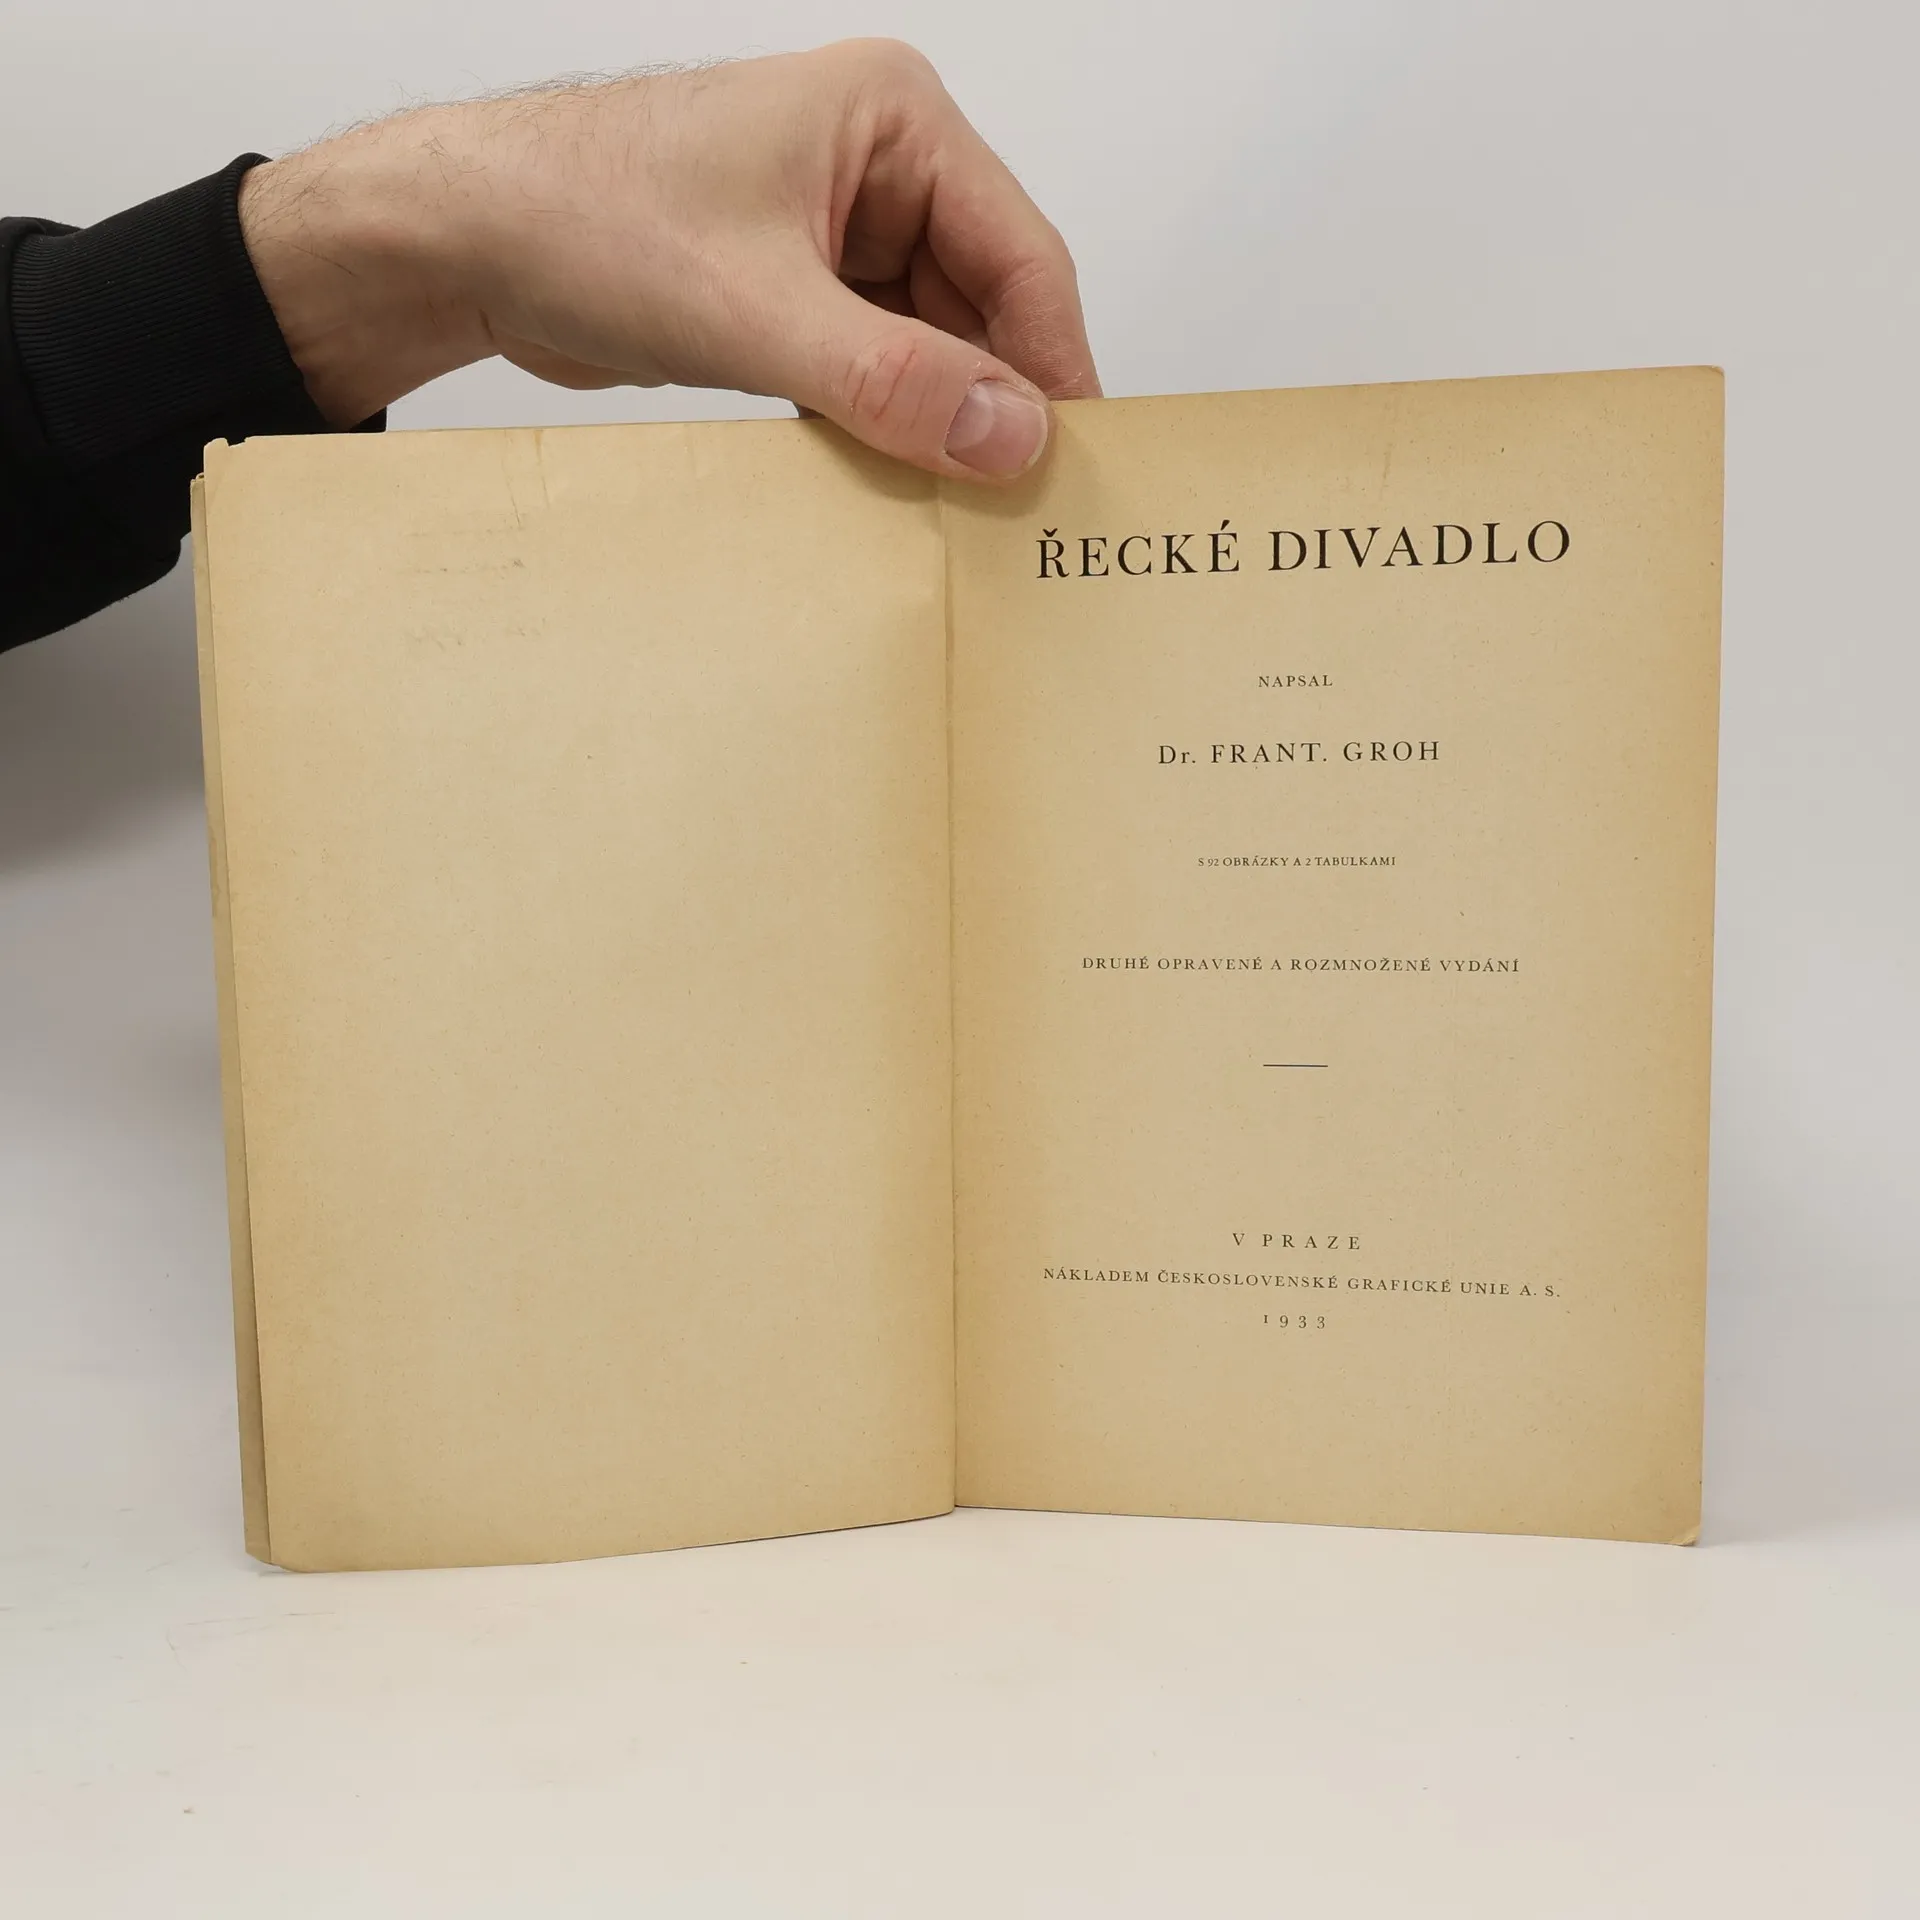 ŘECKÉ DIVADLO
NAPSAL
Dr. FRANT. GROH
S 92 OBRÁZKY A 2 TABULKAMI
DRUHÉ OPRAVENÉ A ROZMNOŽENÉ VYDÁNÍ
V PRAZE
NÁKLADEM ČESKOSLOVENSKÉ GRAFICKÉ UNIE A. S.
1933